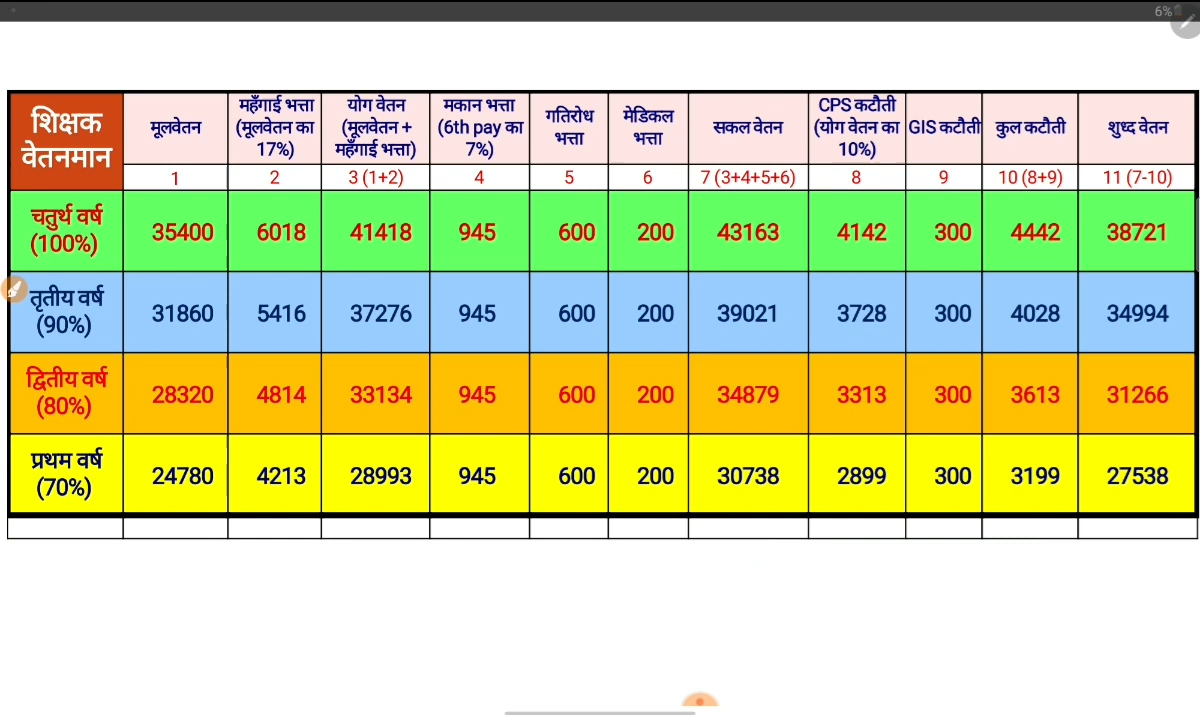 6%
शिक्षक
वेतनमान
मूलवेतन
महँगाई भत्ता
(मूलवेतन का
17%)
योग वेतन
(मूलवेतन +
महँगाई भत्ता)
मकान भत्ता
(6th pay का
7%)
गतिरोध
भत्ता
मेडिकल
भत्ता
सकल वेतन
CPS कटौती
(योग वेतन का
10%)
GIS कटौती
कुल कटौती
शुध्द वेतन
1 2 3 (1+2) 4 5 6 7 (3+4+5+6) 8 9 10 (8+9) 11 (7-10)
चतुर्थ वर्ष
(100%)
35400 6018 41418 945 600 200 43163 4142 300 4442 38721
तृतीय वर्ष
(90%)
31860 5416 37276 945 600 200 39021 3728 300 4028 34994
द्वितीय वर्ष
(80%)
28320 4814 33134 945 600 200 34879 3313 300 3613 31266
प्रथम वर्ष
(70%)
24780 4213 28993 945 600 200 30738 2899 300 3199 27538